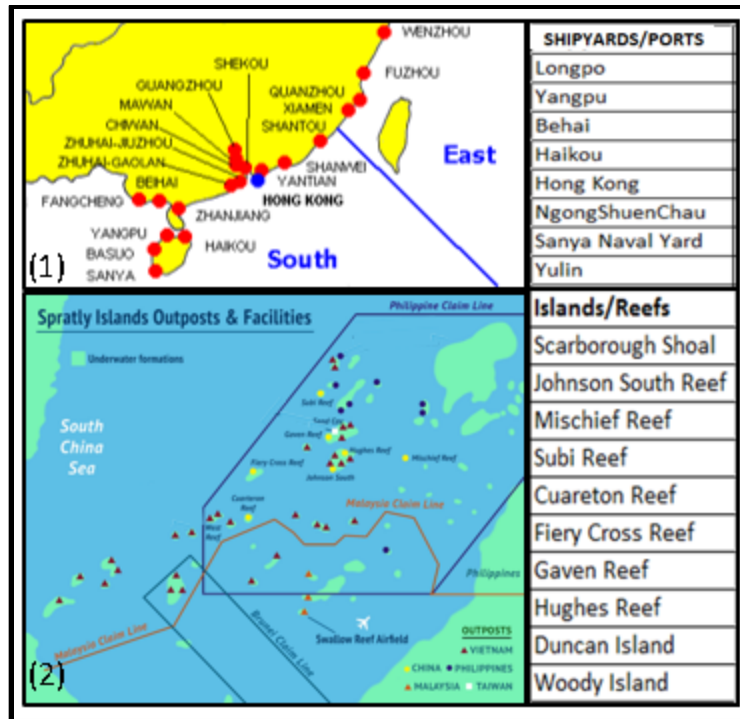 WENZHOU
SHEKOU
FUZHOU
GUANGZHOU
QUANZHOU
MAWAN
XIAMEN
CHIWAN
SHANTOU
ZHUHAI-JIUZHOU
East
ZHUHAI-GAOLAN
SHANWEI
BEIHAI
YANTIAN
FANGCHENG
HONG KONG
ZHANJIANG
YANGPU
HAIKOU
BASUO
South
(1)
SANYA
SHIPYARDS/PORTS
Longpo
Yangpu
Behai
Haikou
Hong Kong
NgongShuenChau
Sanya Naval Yard
Yulin
Philippine Claim Line
Spratly Islands Outposts & Facilities
Underwater formations
Subi Reef
South
China
Sea
Sand Cay
Gaven Reef
Hughes Reef
Mischief Reef
Fiery Cross Reef
Johnson South
Cuareton
Reef
Malaysia Claim Line
West
Reef
Philippines
Swallow Reef Airfield
Brunei Claim Line
Malaysia Claim Line
OUTPOSTS
VIETNAM
CHINA
PHILIPPINES
MALAYSIA
TAIWAN
(2)
Islands/Reefs
Scarborough Shoal
Johnson South Reef
Mischief Reef
Subi Reef
Cuareton Reef
Fiery Cross Reef
Gaven Reef
Hughes Reef
Duncan Island
Woody Island